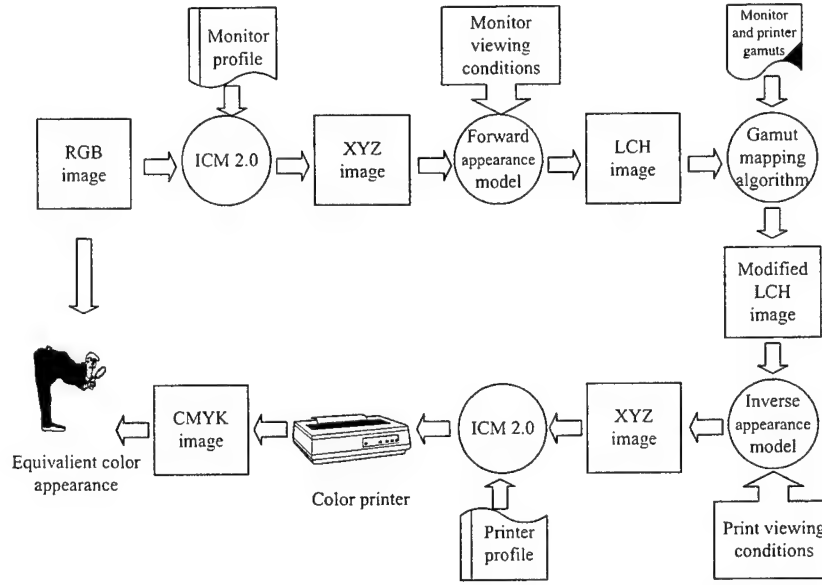 Monitor
profile
Monitor
viewing
conditions
Monitor
and printer
gamuts
RGB
image
ICM 2.0
XYZ
image
Forward
appearance
model
LCH
image
Gamut
mapping
algorithm
Modified
LCH
image
Inverse
appearance
model
XYZ
image
ICM 2.0
CMYK
image
Equivalient color
appearance
Color printer
Printer
profile
Print viewing
conditions